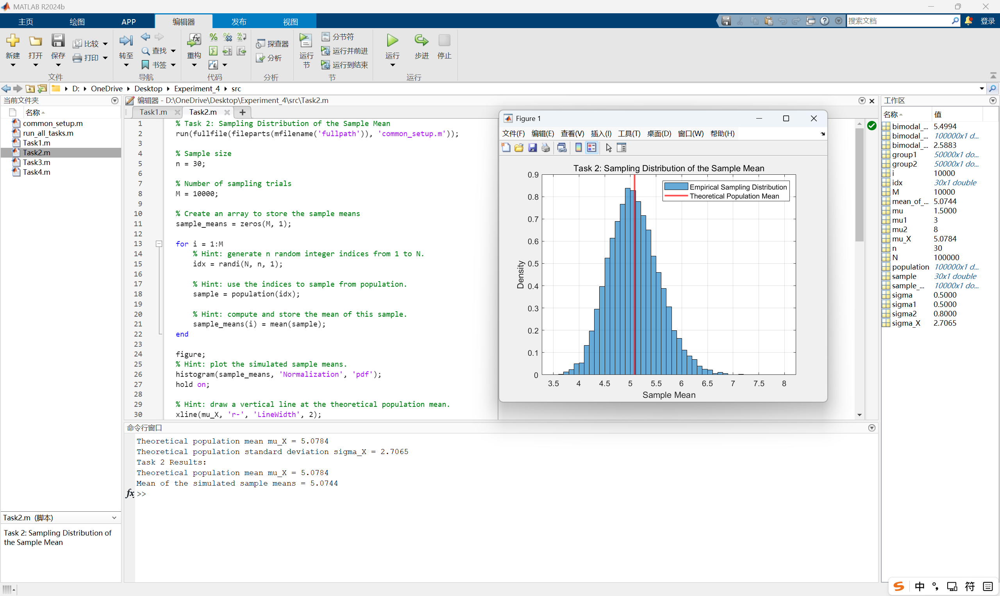 MATLAB R2024b
主页 绘图 APP 编辑器 发布 视图
搜索文档 登录
新建 打开 保存 比较 打印 文件
转至 查找 书签 导航
重构 代码
探查器 分析 分析
运行节 分节符 运行并前进 运行到结束 节
运行 步进 停止 运行
D: OneDrive Desktop Experiment_4 src
当前文件夹
名称
common_setup.m
run_all_tasks.m
Task1.m
Task2.m
Task3.m
Task4.m
Task2.m (脚本)
Task 2: Sampling Distribution of
the Sample Mean
编辑器 - D:\OneDrive\Desktop\Experiment_4\src\Task2.m
Task1.m Task2.m
1 % Task 2: Sampling Distribution of the Sample Mean
2 run(fullfile(fileparts(mfilename('fullpath')), 'common_setup.m'));
3
4 % Sample size
5 n = 30;
6
7 % Number of sampling trials
8 M = 10000;
9
10 % Create an array to store the sample means
11 sample_means = zeros(M, 1);
12
13 for i = 1:M
14 % Hint: generate n random integer indices from 1 to N.
15 idx = randi(N, n, 1);
16
17 % Hint: use the indices to sample from population.
18 sample = population(idx);
19
20 % Hint: compute and store the mean of this sample.
21 sample_means(i) = mean(sample);
22 end
23
24 figure;
25 % Hint: plot the simulated sample means.
26 histogram(sample_means, 'Normalization', 'pdf');
27 hold on;
28
29 % Hint: draw a vertical line at the theoretical population mean.
30 xline(mu_X, 'r-', 'LineWidth', 2);
Figure 1
文件(F) 编辑(E) 查看(V) 插入(I) 工具(T) 桌面(D) 窗口(W) 帮助(H)
Task 2: Sampling Distribution of the Sample Mean
Empirical Sampling Distribution
Theoretical Population Mean
Density
0.9
0.8
0.7
0.6
0.5
0.4
0.3
0.2
0.1
0
3.5 4 4.5 5 5.5 6 6.5 7 7.5 8
Sample Mean
命令行窗口
Theoretical population mean mu_X = 5.0784
Theoretical population standard deviation sigma_X = 2.7065
Task 2 Results:
Theoretical population mean mu_X = 5.0784
Mean of the simulated sample means = 5.0744
fx >>
工作区
名称 值
bimodal_... 5.4994
bimodal_... 100000x1 d...
bimodal_... 2.5883
group1 50000x1 do...
group2 50000x1 do...
i 10000
idx 30x1 double
M 10000
mean_of_... 5.0744
mu 1.5000
mu1 3
mu2 8
mu_X 5.0784
n 30
N 100000
population 100000x1 d...
sample 30x1 double
sample_... 10000x1 do...
sigma 0.5000
sigma1 0.5000
sigma2 0.8000
sigma_X 2.7065
中 符